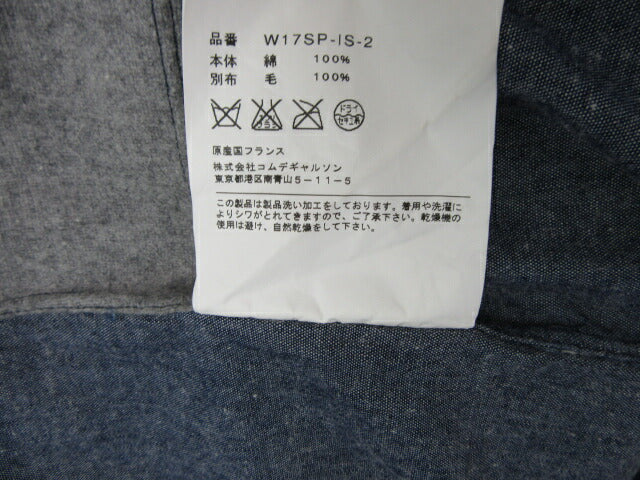 品番 W17SP-IS-2
本体 綿 100%
別布 毛 100%
ドライ
セキユ系
原産国フランス
株式会社コムデギャルソン
東京都港区南青山5-11-5
この製品は製品洗い加工をしております。着用や洗濯に
よりシワがとれてきますので、ご了承下さい。乾燥機の
使用は避け、自然乾燥をして下さい。